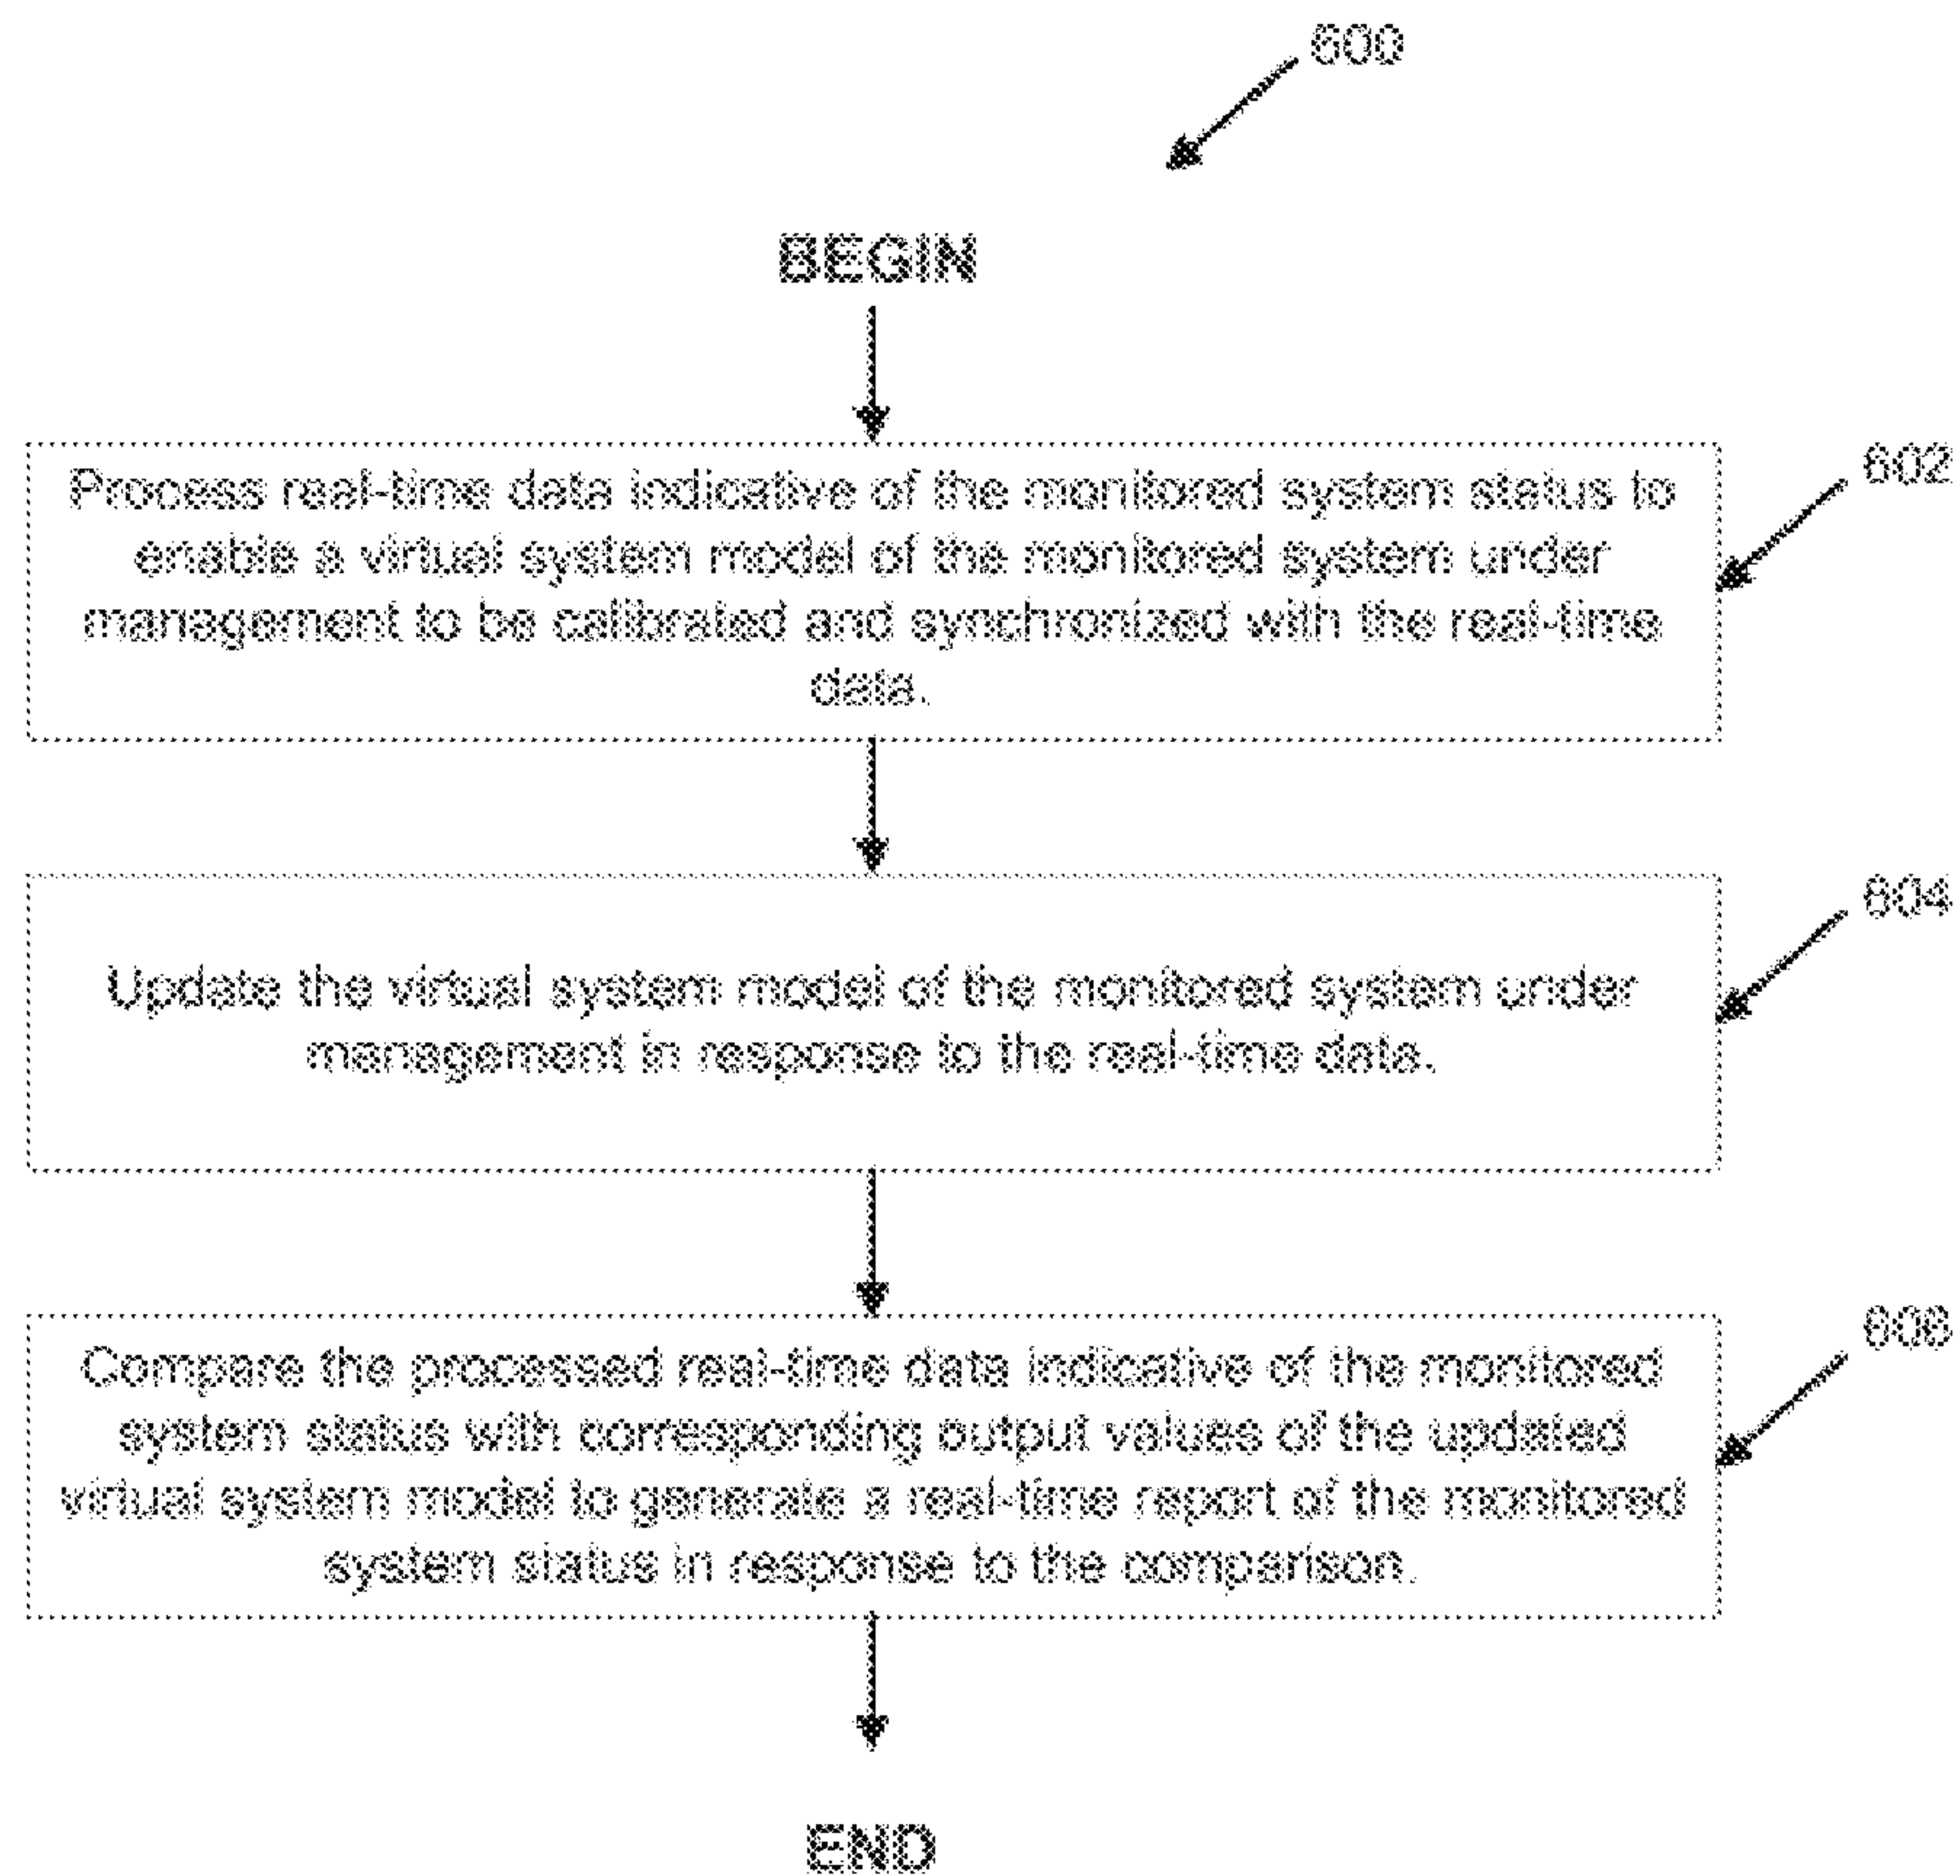 600
BEGIN
602
Process real-time data indicative of the monitored system status to
enable a virtual system model of the monitored system under
management to be calibrated and synchronized with the real-time
data.
604
Update the virtual system model of the monitored system under
management in response to the real-time data.
606
Compare the processed real-time data indicative of the monitored
system status with corresponding output values of the updated
virtual system model to generate a real-time report of the monitored
system status in response to the comparison.
END